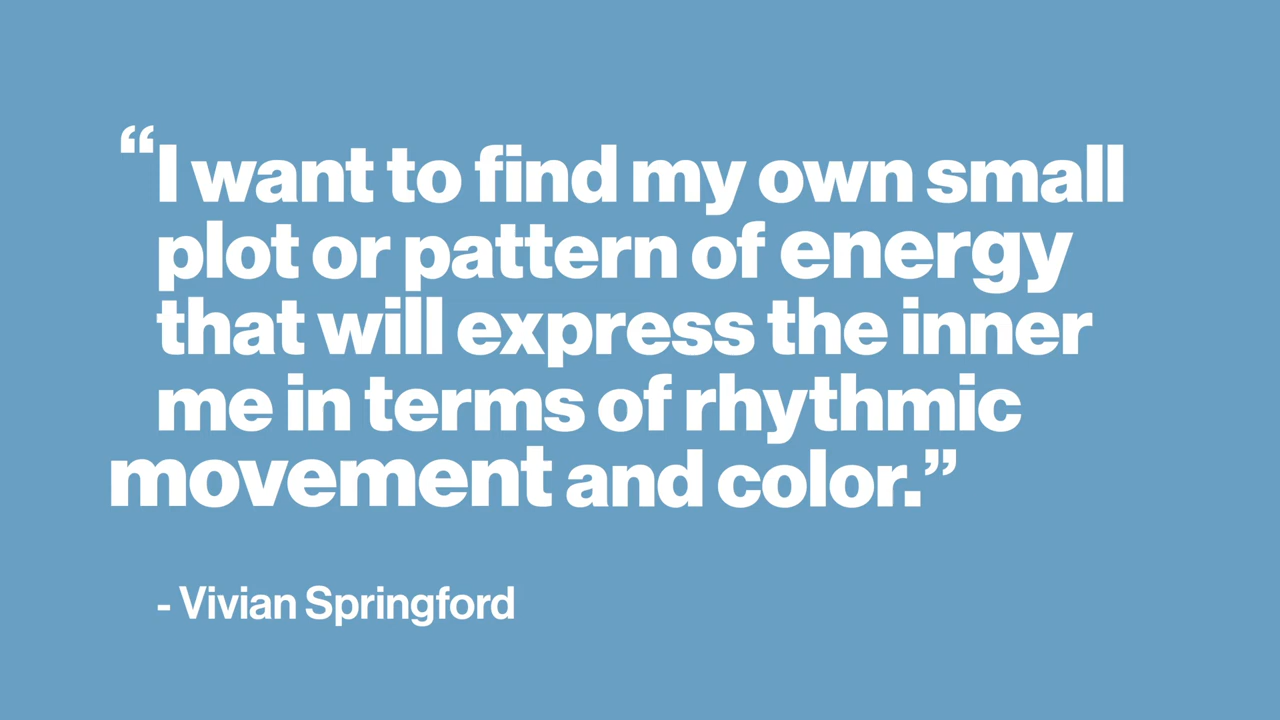 “I want to find my own small
plot or pattern of energy
that will express the inner
me in terms of rhythmic
movement and color.”
- Vivian Springford